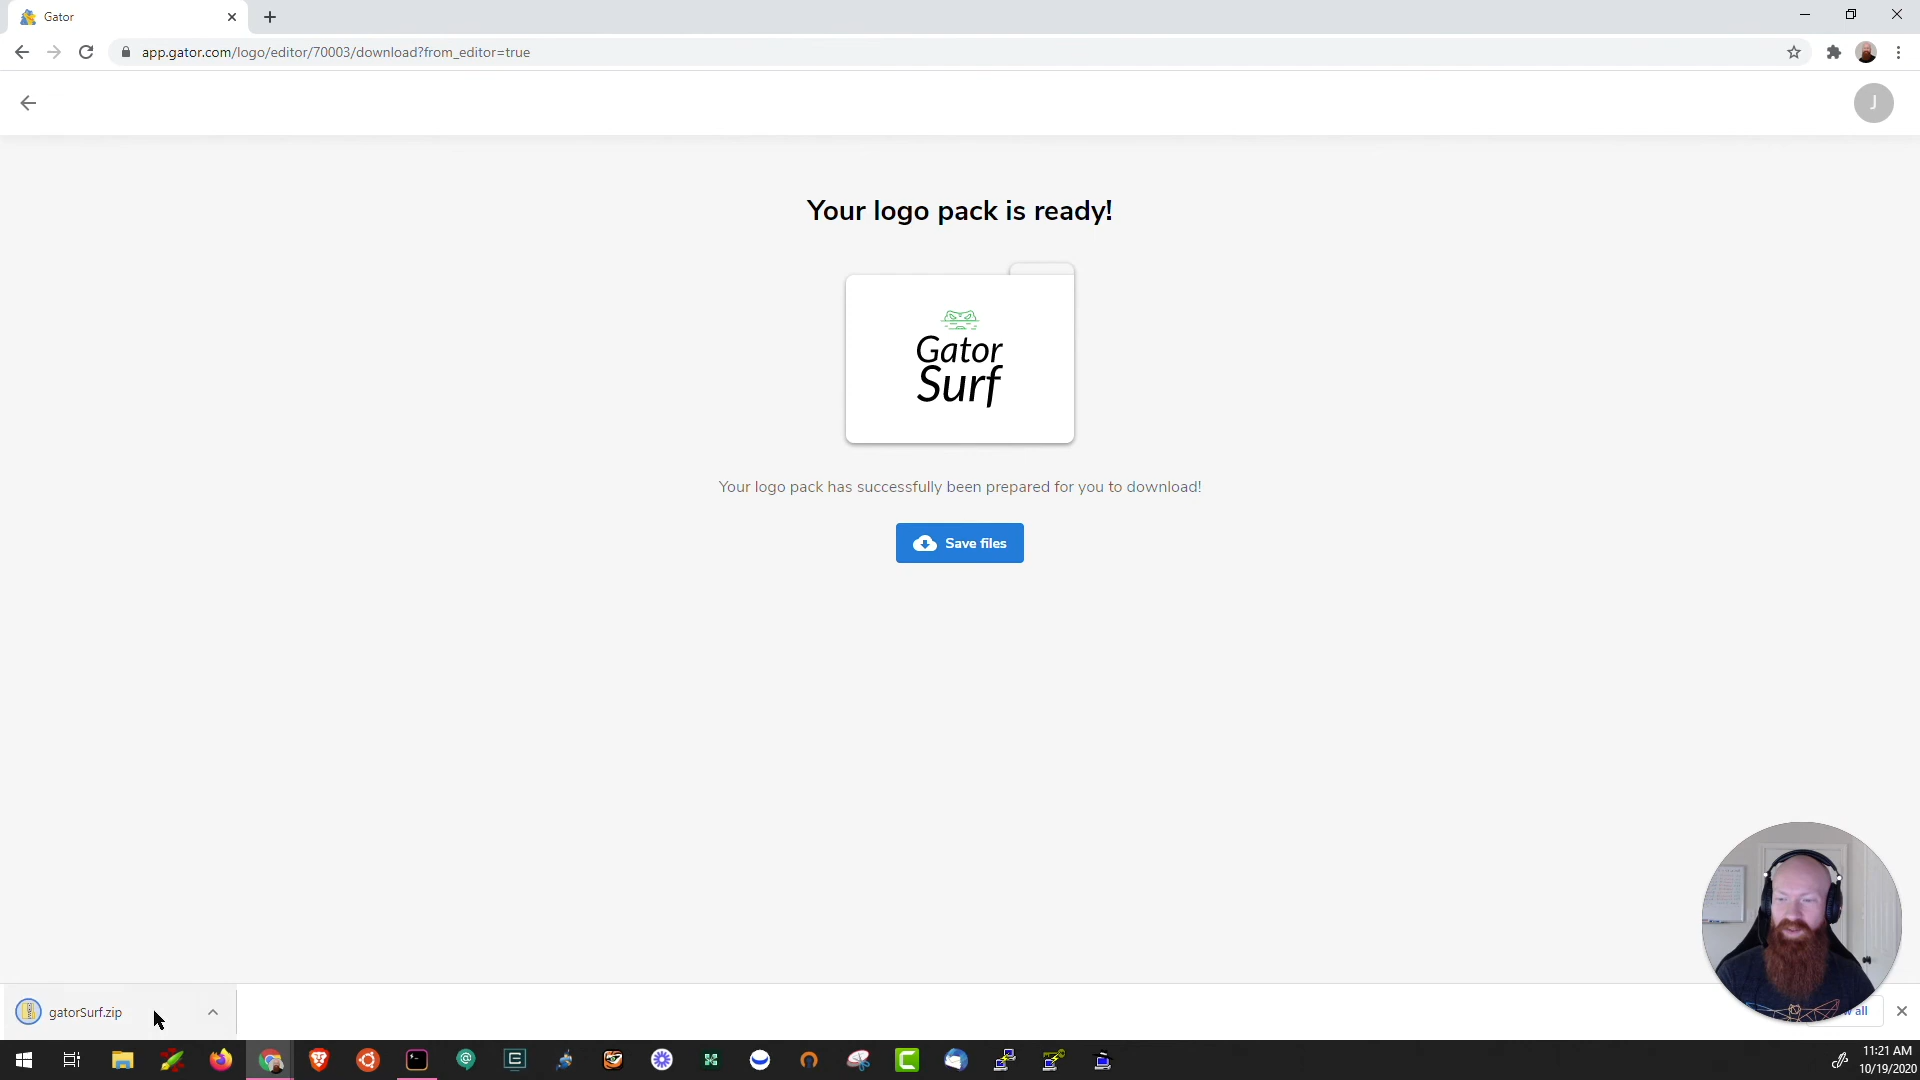 Gator
app.gator.com/logo/editor/70003/download?from_editor=true
J
Your logo pack is ready!
Gator
Surf
Your logo pack has successfully been prepared for you to download!
Save files
gatorSurf.zip
all
11:21 AM
10/19/2020